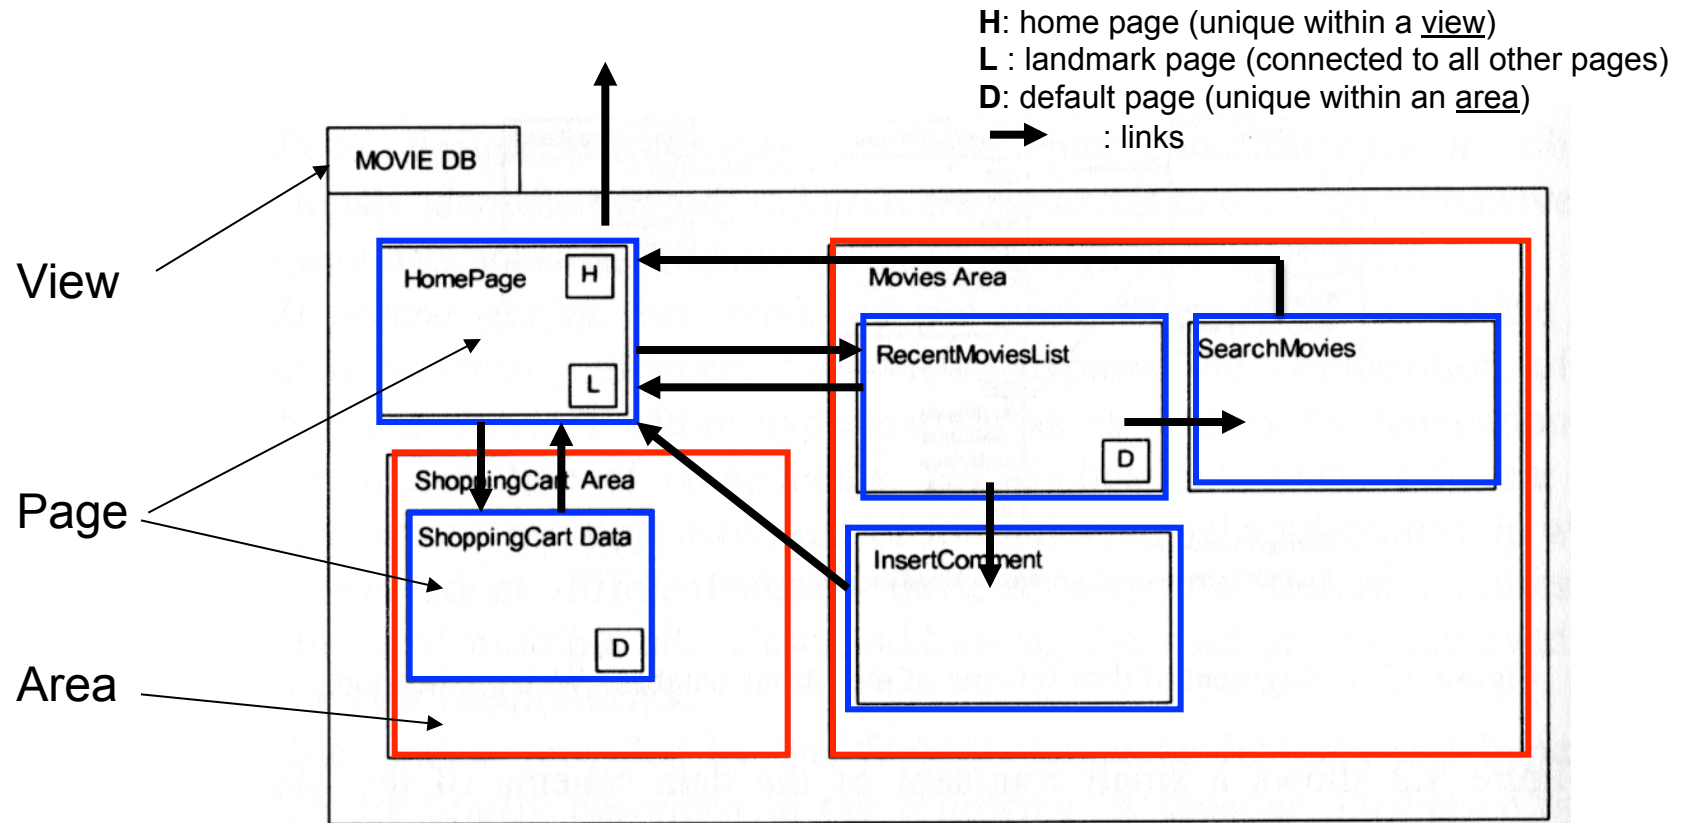 H: home page (unique within a view)
L : landmark page (connected to all other pages)
D: default page (unique within an area)
: links
MOVIE DB
View
HomePage
H
L
Movies Area
RecentMoviesList
D
SearchMovies
Page
ShoppingCart Area
ShoppingCart Data
D
InsertComment
Area